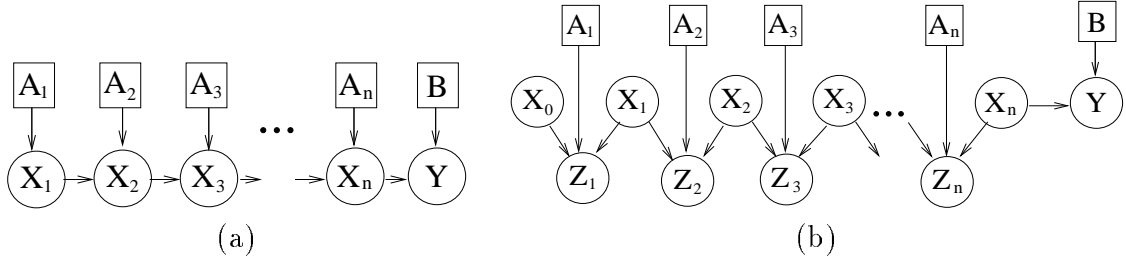 A₁ A₂ A₃ ... Aₙ B
X₁ X₂ X₃ Xₙ Y
(a)
A₁ A₂ A₃ Aₙ B
X₀ X₁ X₂ X₃ ... Xₙ Y
Z₁ Z₂ Z₃ Zₙ
(b)